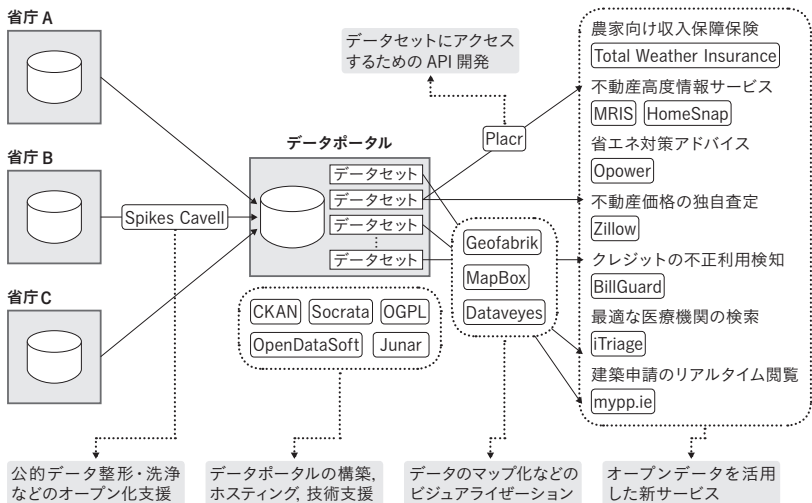 省庁 A
省庁 B
Spikes Cavell
省庁 C
データセットにアクセス
するための API 開発
Placr
データポータル
データセット
データセット
データセット
データセット
CKAN Socrata OGPL
OpenDataSoft Junar
Geofabrik
MapBox
Dataveyes
農家向け収入保障保険
Total Weather Insurance
不動産高度情報サービス
MRIS HomeSnap
省エネ対策アドバイス
Opower
不動産価格の独自査定
Zillow
クレジットの不正利用検知
BillGuard
最適な医療機関の検索
iTriage
建築申請のリアルタイム閲覧
mypp.ie
公的データ整形・洗浄
などのオープン化支援
データポータルの構築,
ホスティング, 技術支援
データのマップ化などの
ビジュアライゼーション
オープンデータを活用
した新サービス